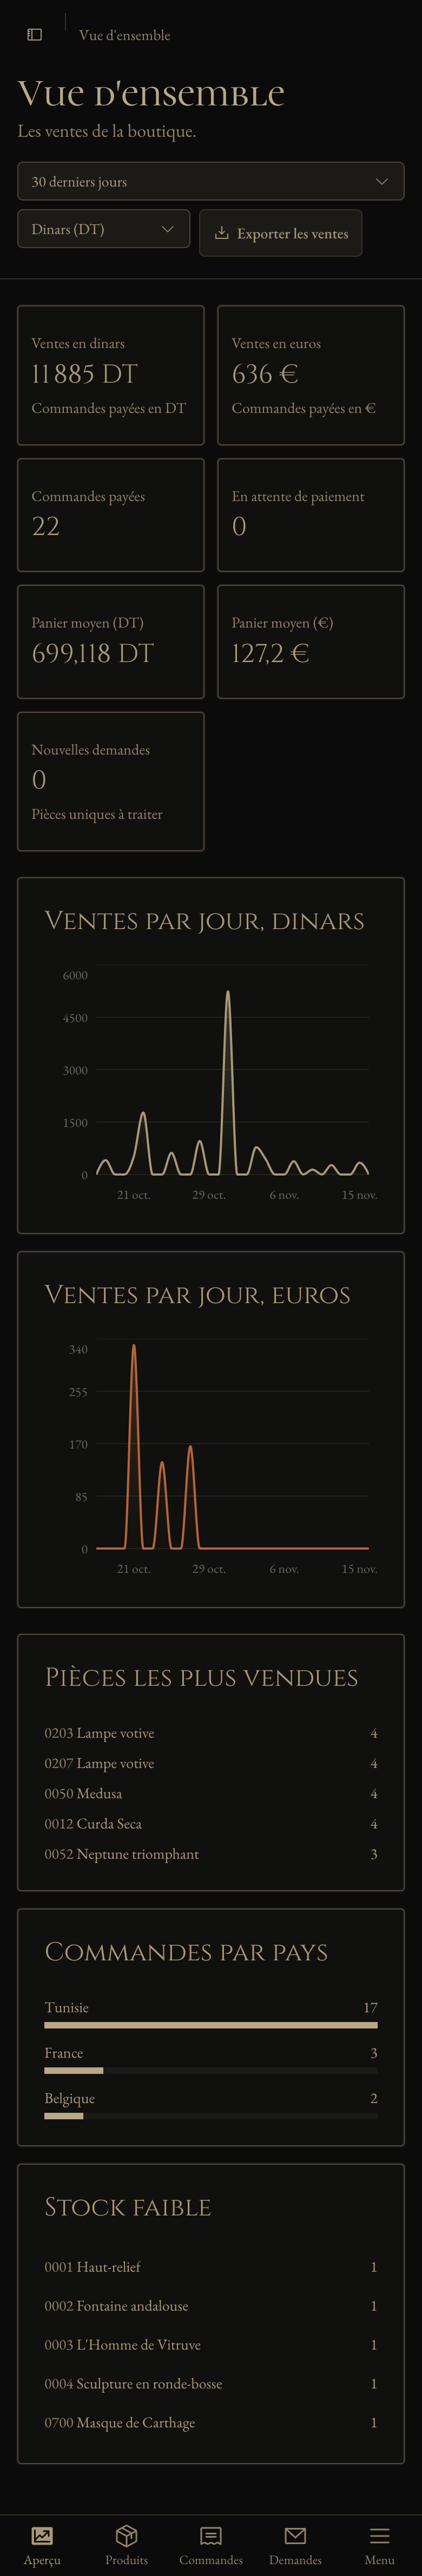 Vue d'ensemble
Vue d'ensemble
Les ventes de la boutique.
30 derniers jours
Dinars (DT)
Exporter les ventes
Ventes en dinars
11 885 DT
Commandes payées en DT
Ventes en euros
636 €
Commandes payées en €
Commandes payées
22
En attente de paiement
0
Panier moyen (DT)
699,118 DT
Panier moyen (€)
127,2 €
Nouvelles demandes
0
Pièces uniques à traiter
Ventes par jour, dinars
6000
4500
3000
1500
0
21 oct. 29 oct. 6 nov. 15 nov.
Ventes par jour, euros
340
255
170
85
0
21 oct. 29 oct. 6 nov. 15 nov.
Pièces les plus vendues
0203 Lampe votive 4
0207 Lampe votive 4
0050 Medusa 4
0012 Curda Seca 4
0052 Neptune triomphant 3
Commandes par pays
Tunisie 17
France 3
Belgique 2
Stock faible
0001 Haut-relief 1
0002 Fontaine andalouse 1
0003 L'Homme de Vitruve 1
0004 Sculpture en ronde-bosse 1
0700 Masque de Carthage 1
Aperçu Produits Commandes Demandes Menu